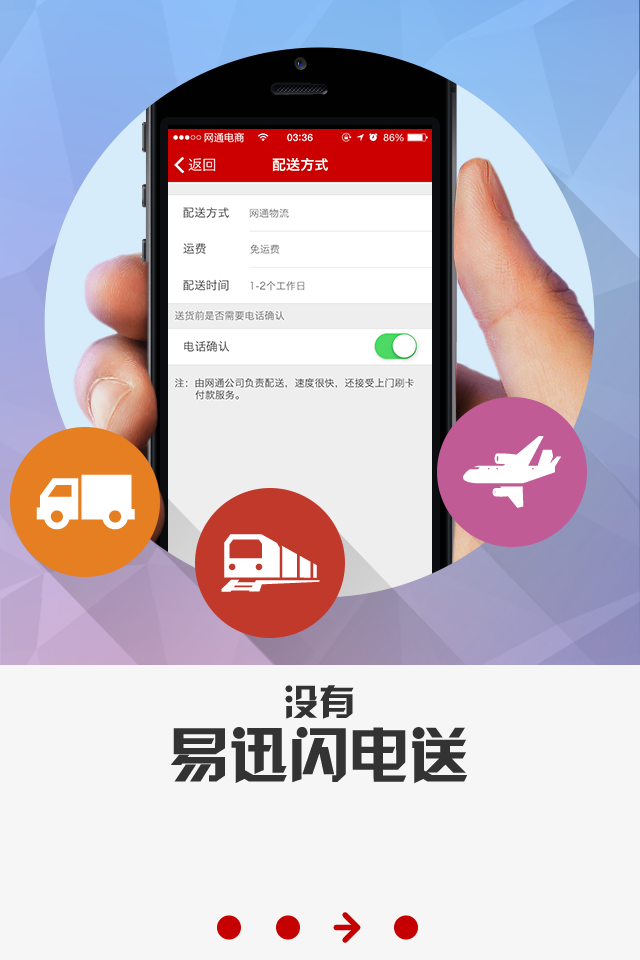 网通电商 03:36 86%
返回 配送方式
配送方式 网通物流
运费 免运费
配送时间 1-2个工作日
送货前是否需要电话确认
电话确认
注：由网通公司负责配送，速度很快，还接受上门刷卡
付款服务。
没有
易迅闪电送